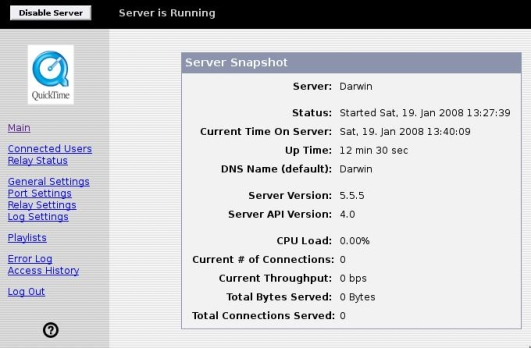 Disable Server Server is Running
QuickTime
Main
Connected Users
Relay Status
General Settings
Port Settings
Relay Settings
Log Settings
Playlists
Error Log
Access History
Log Out
?
Server Snapshot
Server: Darwin
Status: Started Sat, 19. Jan 2008 13:27:39
Current Time On Server: Sat, 19. Jan 2008 13:40:09
Up Time: 12 min 30 sec
DNS Name (default): Darwin
Server Version: 5.5.5
Server API Version: 4.0
CPU Load: 0.00%
Current # of Connections: 0
Current Throughput: 0 bps
Total Bytes Served: 0 Bytes
Total Connections Served: 0